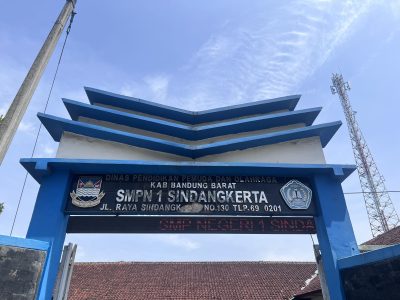 DINAS PENDIDIKAN PEMUDA DAN OLAHRAGA
KAB BANDUNG BARAT
SMPN 1 SINDANGKERTA
JL. RAYA SINDANGK NO.130 TLP.69 0201
SMP NEGERI 1 SINDA